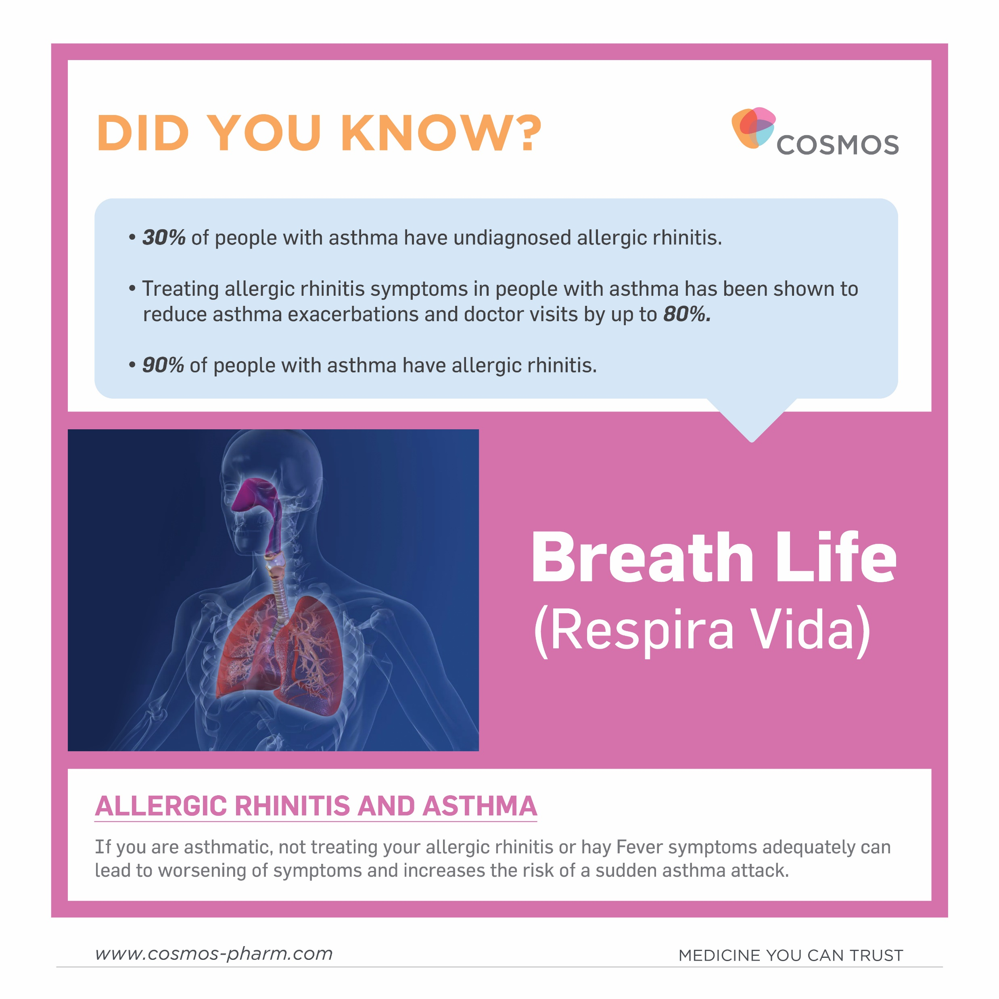 DID YOU KNOW?
COSMOS
• 30% of people with asthma have undiagnosed allergic rhinitis.
• Treating allergic rhinitis symptoms in people with asthma has been shown to
reduce asthma exacerbations and doctor visits by up to 80%.
• 90% of people with asthma have allergic rhinitis.
Breath Life
(Respira Vida)
ALLERGIC RHINITIS AND ASTHMA
If you are asthmatic, not treating your allergic rhinitis or hay Fever symptoms adequately can
lead to worsening of symptoms and increases the risk of a sudden asthma attack.
www.cosmos-pharm.com
MEDICINE YOU CAN TRUST